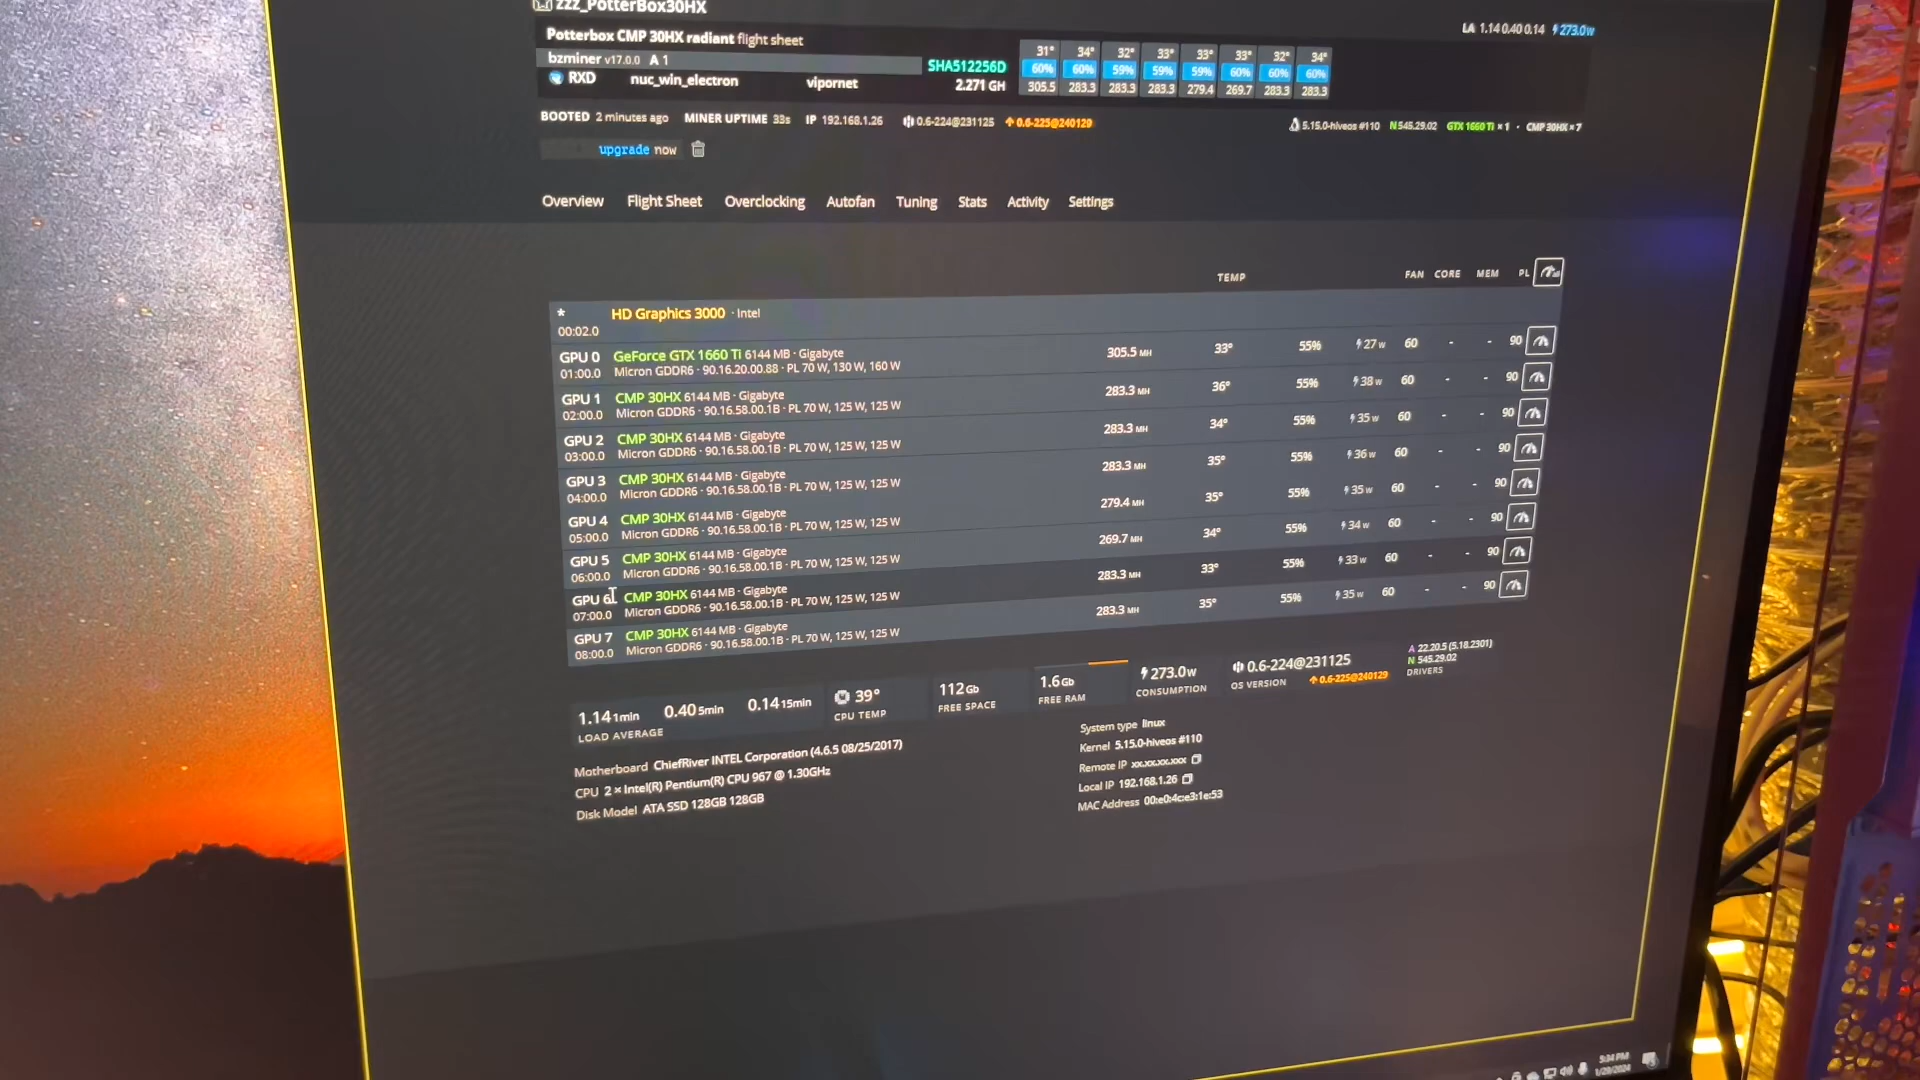 zzz_PotterBox30HX
LA 1.14 0.40 0.14 273.0w
Potterbox CMP 30HX radiant flight sheet
bzminer v17.0.0 A 1
SHA512256D
RXD nuc_win_electron vipornet 2.271 GH
31° 34° 32° 33° 33° 33° 32° 34°
60% 60% 59% 59% 59% 60% 60% 60%
305.5 283.3 283.3 283.3 279.4 269.7 283.3 283.3
BOOTED 2 minutes ago MINER UPTIME 33s IP 192.168.1.26 0.6-224@231125 0.6-225@240129
5.15.0-hiveos #110 N 545.29.02 GTX 1660 Ti × 1 · CMP 30HX × 7
upgrade now
Overview Flight Sheet Overclocking Autofan Tuning Stats Activity Settings
TEMP FAN CORE MEM PL
* HD Graphics 3000 · Intel
00:02.0
GPU 0 GeForce GTX 1660 Ti 6144 MB · Gigabyte 305.5 MH 33° 55% 27 w 60 - - 90
01:00.0 Micron GDDR6 · 90.16.20.00.88 · PL 70 W, 130 W, 160 W
GPU 1 CMP 30HX 6144 MB · Gigabyte 283.3 MH 36° 55% 38 w 60 - - 90
02:00.0 Micron GDDR6 · 90.16.58.00.1B · PL 70 W, 125 W, 125 W
GPU 2 CMP 30HX 6144 MB · Gigabyte 283.3 MH 34° 55% 35 w 60 - - 90
03:00.0 Micron GDDR6 · 90.16.58.00.1B · PL 70 W, 125 W, 125 W
GPU 3 CMP 30HX 6144 MB · Gigabyte 283.3 MH 35° 55% 36 w 60 - - 90
04:00.0 Micron GDDR6 · 90.16.58.00.1B · PL 70 W, 125 W, 125 W
GPU 4 CMP 30HX 6144 MB · Gigabyte 279.4 MH 35° 55% 35 w 60 - - 90
05:00.0 Micron GDDR6 · 90.16.58.00.1B · PL 70 W, 125 W, 125 W
GPU 5 CMP 30HX 6144 MB · Gigabyte 269.7 MH 34° 55% 34 w 60 - - 90
06:00.0 Micron GDDR6 · 90.16.58.00.1B · PL 70 W, 125 W, 125 W
GPU 6 CMP 30HX 6144 MB · Gigabyte 283.3 MH 33° 55% 33 w 60 - - 90
07:00.0 Micron GDDR6 · 90.16.58.00.1B · PL 70 W, 125 W, 125 W
GPU 7 CMP 30HX 6144 MB · Gigabyte 283.3 MH 35° 55% 35 w 60 - - 90
08:00.0 Micron GDDR6 · 90.16.58.00.1B · PL 70 W, 125 W, 125 W
1.14 1min 0.40 5min 0.14 15min
LOAD AVERAGE
39°
CPU TEMP
112 Gb
FREE SPACE
1.6 Gb
FREE RAM
273.0 w
CONSUMPTION
0.6-224@231125
OS VERSION 0.6-225@240129
A 22.20.5 (5.18.2301)
N 545.29.02
DRIVERS
Motherboard ChiefRiver INTEL Corporation (4.6.5 08/25/2017)
CPU 2 × Intel(R) Pentium(R) CPU 967 @ 1.30GHz
Disk Model ATA SSD 128GB 128GB
System type linux
Kernel 5.15.0-hiveos #110
Remote IP xx.xx.xx.xxx
Local IP 192.168.1.26
MAC Address 00:e0:4c:e3:1e:53
5:34 PM